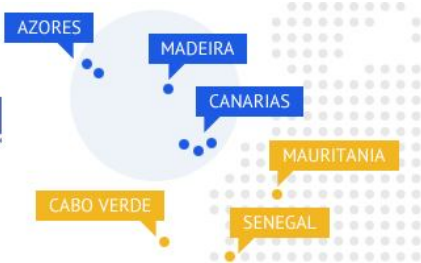 AZORES
MADEIRA
CANARIAS
MAURITANIA
CABO VERDE
SENEGAL